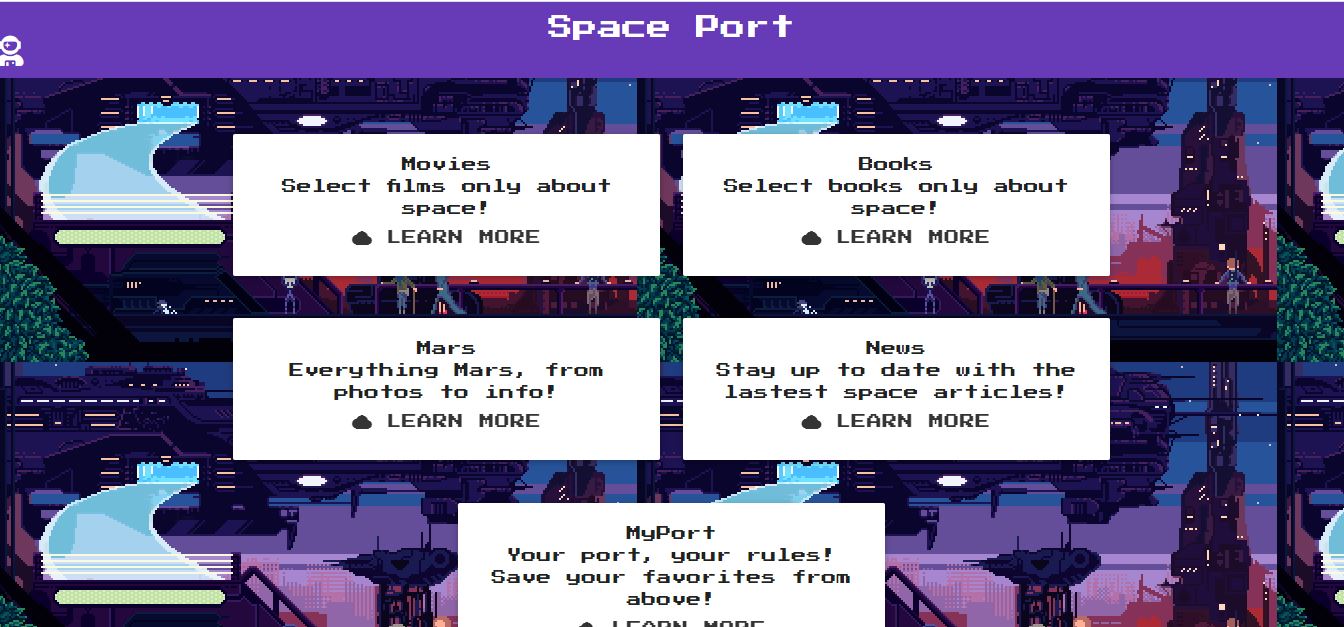 Space Port
Movies
Select films only about
space!
LEARN MORE
Books
Select books only about
space!
LEARN MORE
Mars
Everything Mars, from
photos to info!
LEARN MORE
News
Stay up to date with the
lastest space articles!
LEARN MORE
MyPort
Your port, your rules!
Save your favorites from
above!
LEARN MORE